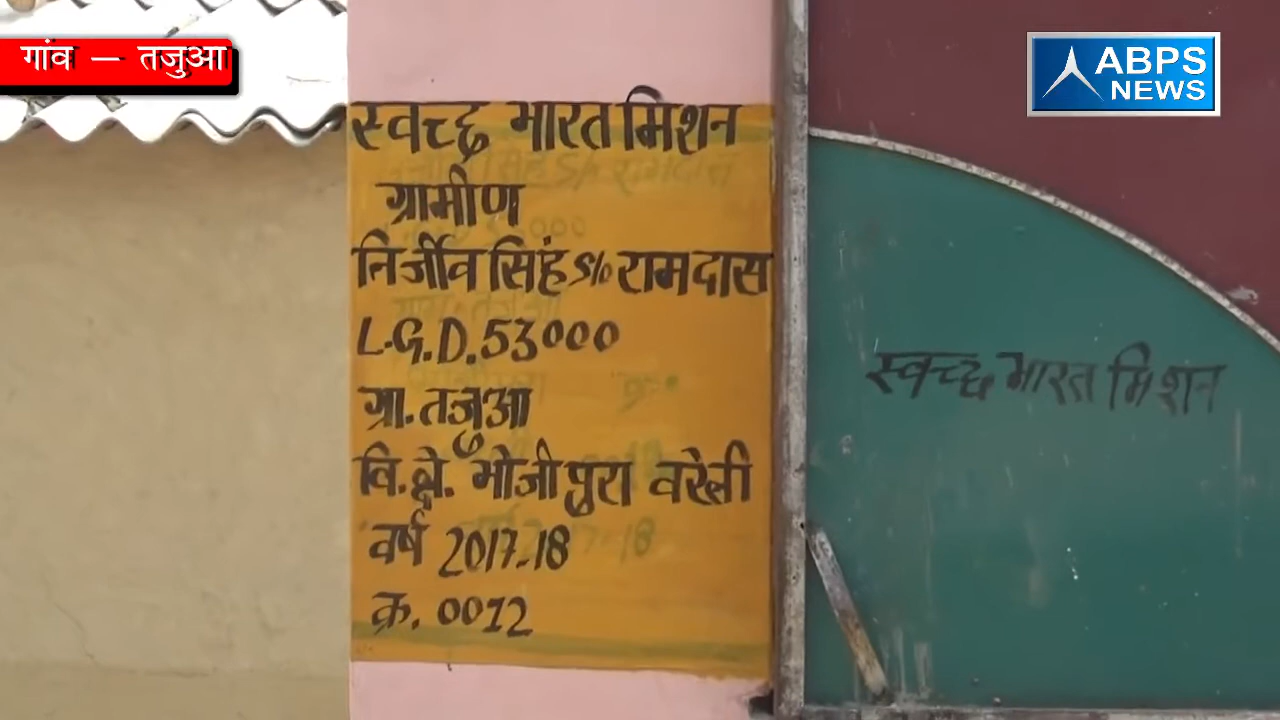 गांव — तजुआ
ABPS
NEWS
स्वच्छ भारत मिशन
ग्रामीण
निर्जीव सिंह S/o रामदास
L.G.D. 53000
ग्रा. तजुआ
वि.क्षे. भोजीपुरा बरेली
वर्ष 2017-18
क्र. 0012
स्वच्छ भारत मिशन